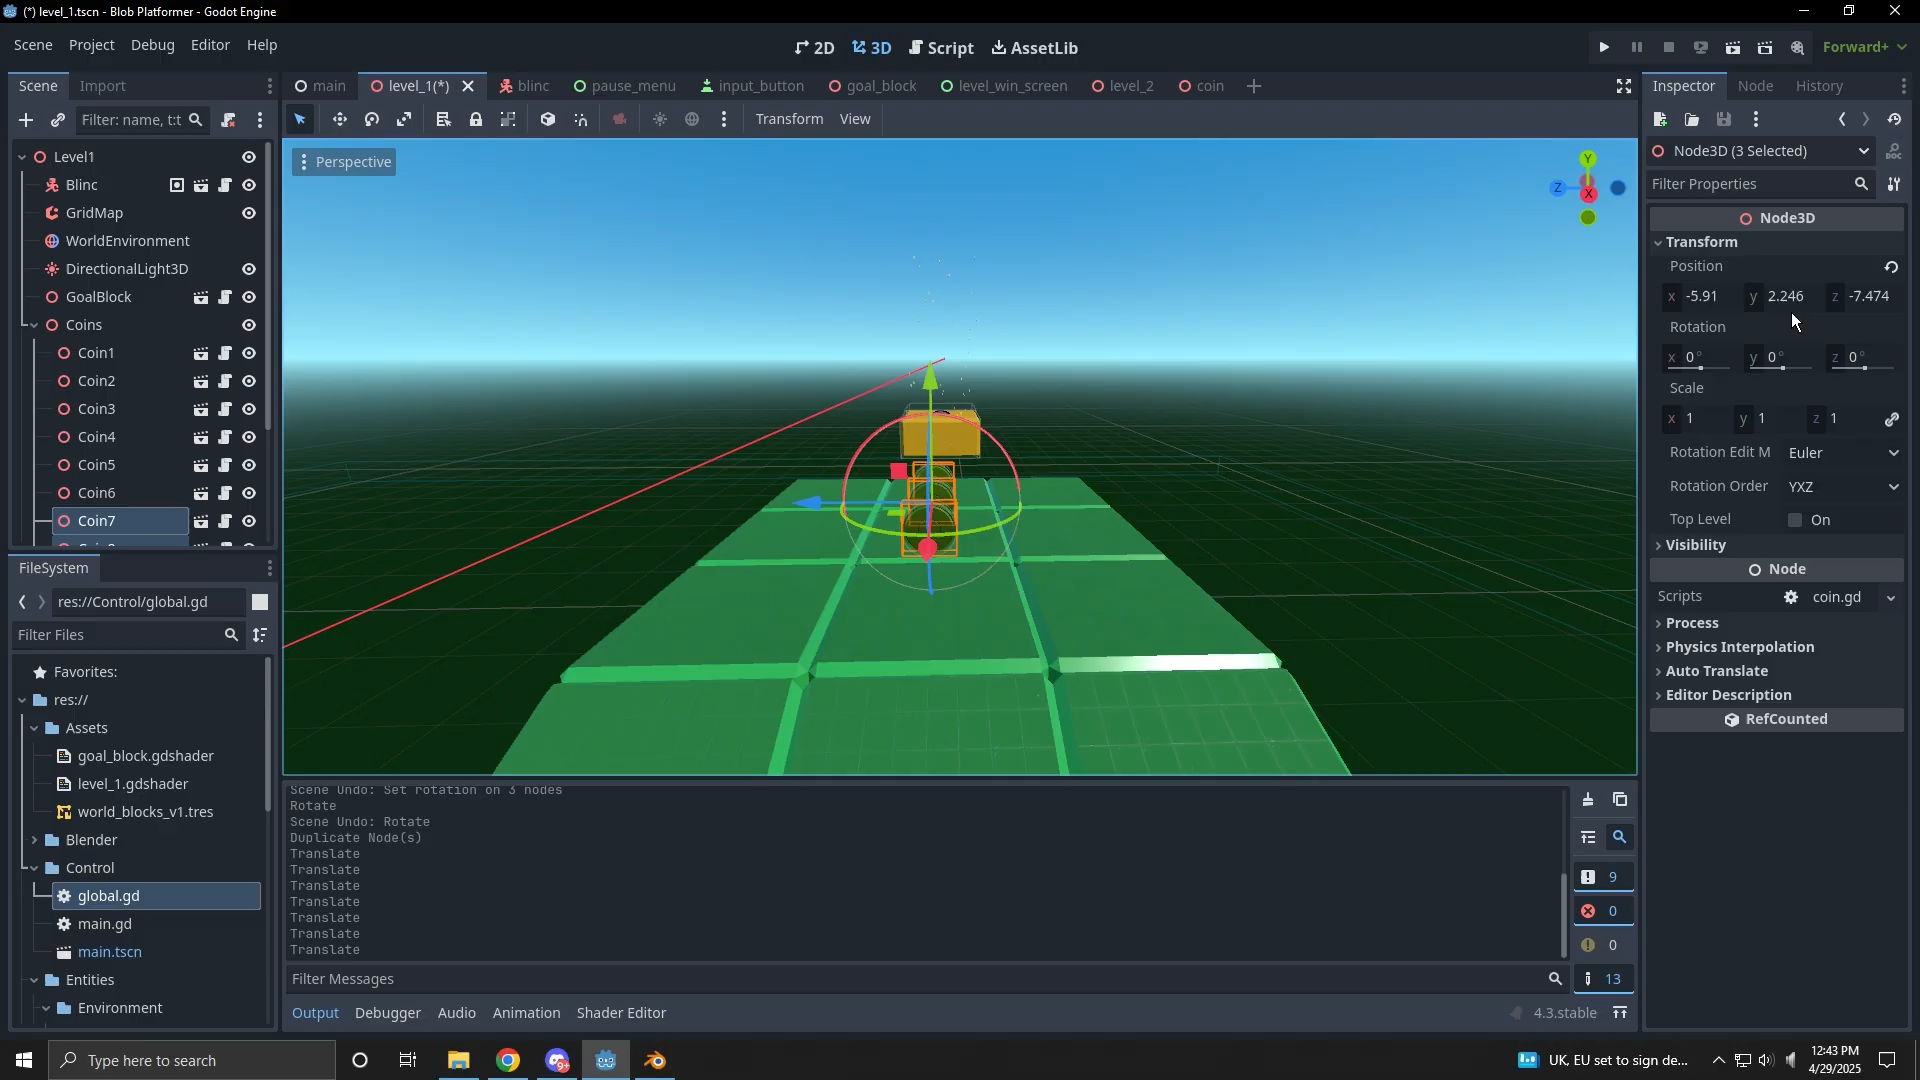 (*) level_1.tscn - Blob Platformer - Godot Engine
Scene Project Debug Editor Help
2D 3D Script AssetLib
Forward+
Scene Import
main level_1(*) blinc pause_menu input_button goal_block level_win_screen level_2 coin
Inspector Node History
Filter: name, t:t
Transform View
Perspective
Y
Z X
Level1
Blinc
GridMap
WorldEnvironment
DirectionalLight3D
GoalBlock
Coins
Coin1
Coin2
Coin3
Coin4
Coin5
Coin6
Coin7
FileSystem
res://Control/global.gd
Filter Files
Favorites:
res://
Assets
goal_block.gdshader
level_1.gdshader
world_blocks_v1.tres
Blender
Control
global.gd
main.gd
main.tscn
Entities
Environment
Scene Undo: Set rotation on 3 nodes
Rotate
Scene Undo: Rotate
Duplicate Node(s)
Translate
Translate
Translate
Translate
Translate
Translate
Translate
Filter Messages
9
0
0
13
Output Debugger Audio Animation Shader Editor
4.3.stable
Node3D (3 Selected)
DOC
Filter Properties
Node3D
Transform
Position
x -5.91 y 2.246 z -7.474
Rotation
x 0° y 0° z 0°
Scale
x 1 y 1 z 1
Rotation Edit M Euler
Rotation Order YXZ
Top Level On
Visibility
Node
Scripts coin.gd
Process
Physics Interpolation
Auto Translate
Editor Description
RefCounted
Type here to search
9+
UK, EU set to sign de...
12:43 PM
4/29/2025